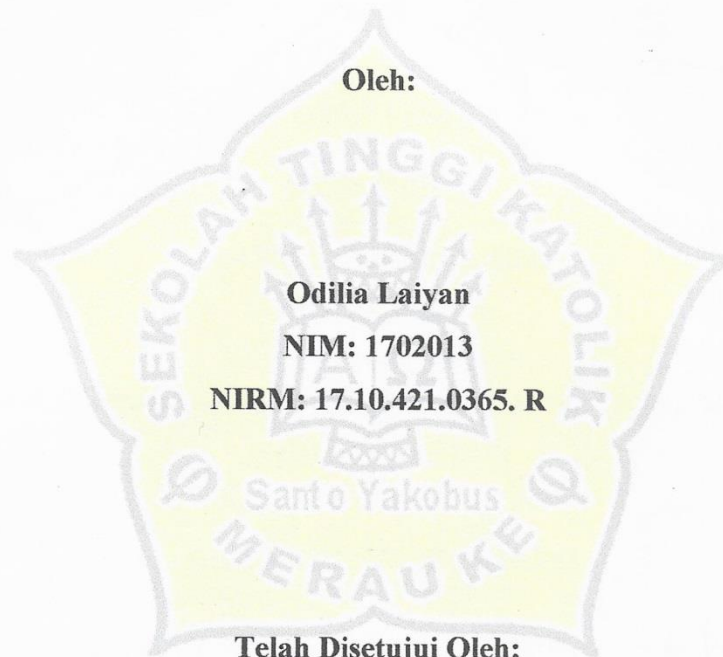 Oleh:
SEKOLAH TINGGI KATOLIK
Odilia Laiyan
NIM: 1702013
NIRM: 17.10.421.0365. R
A Ω
Santo Yakobus
MERAUKE
Telah Disetujui Oleh: